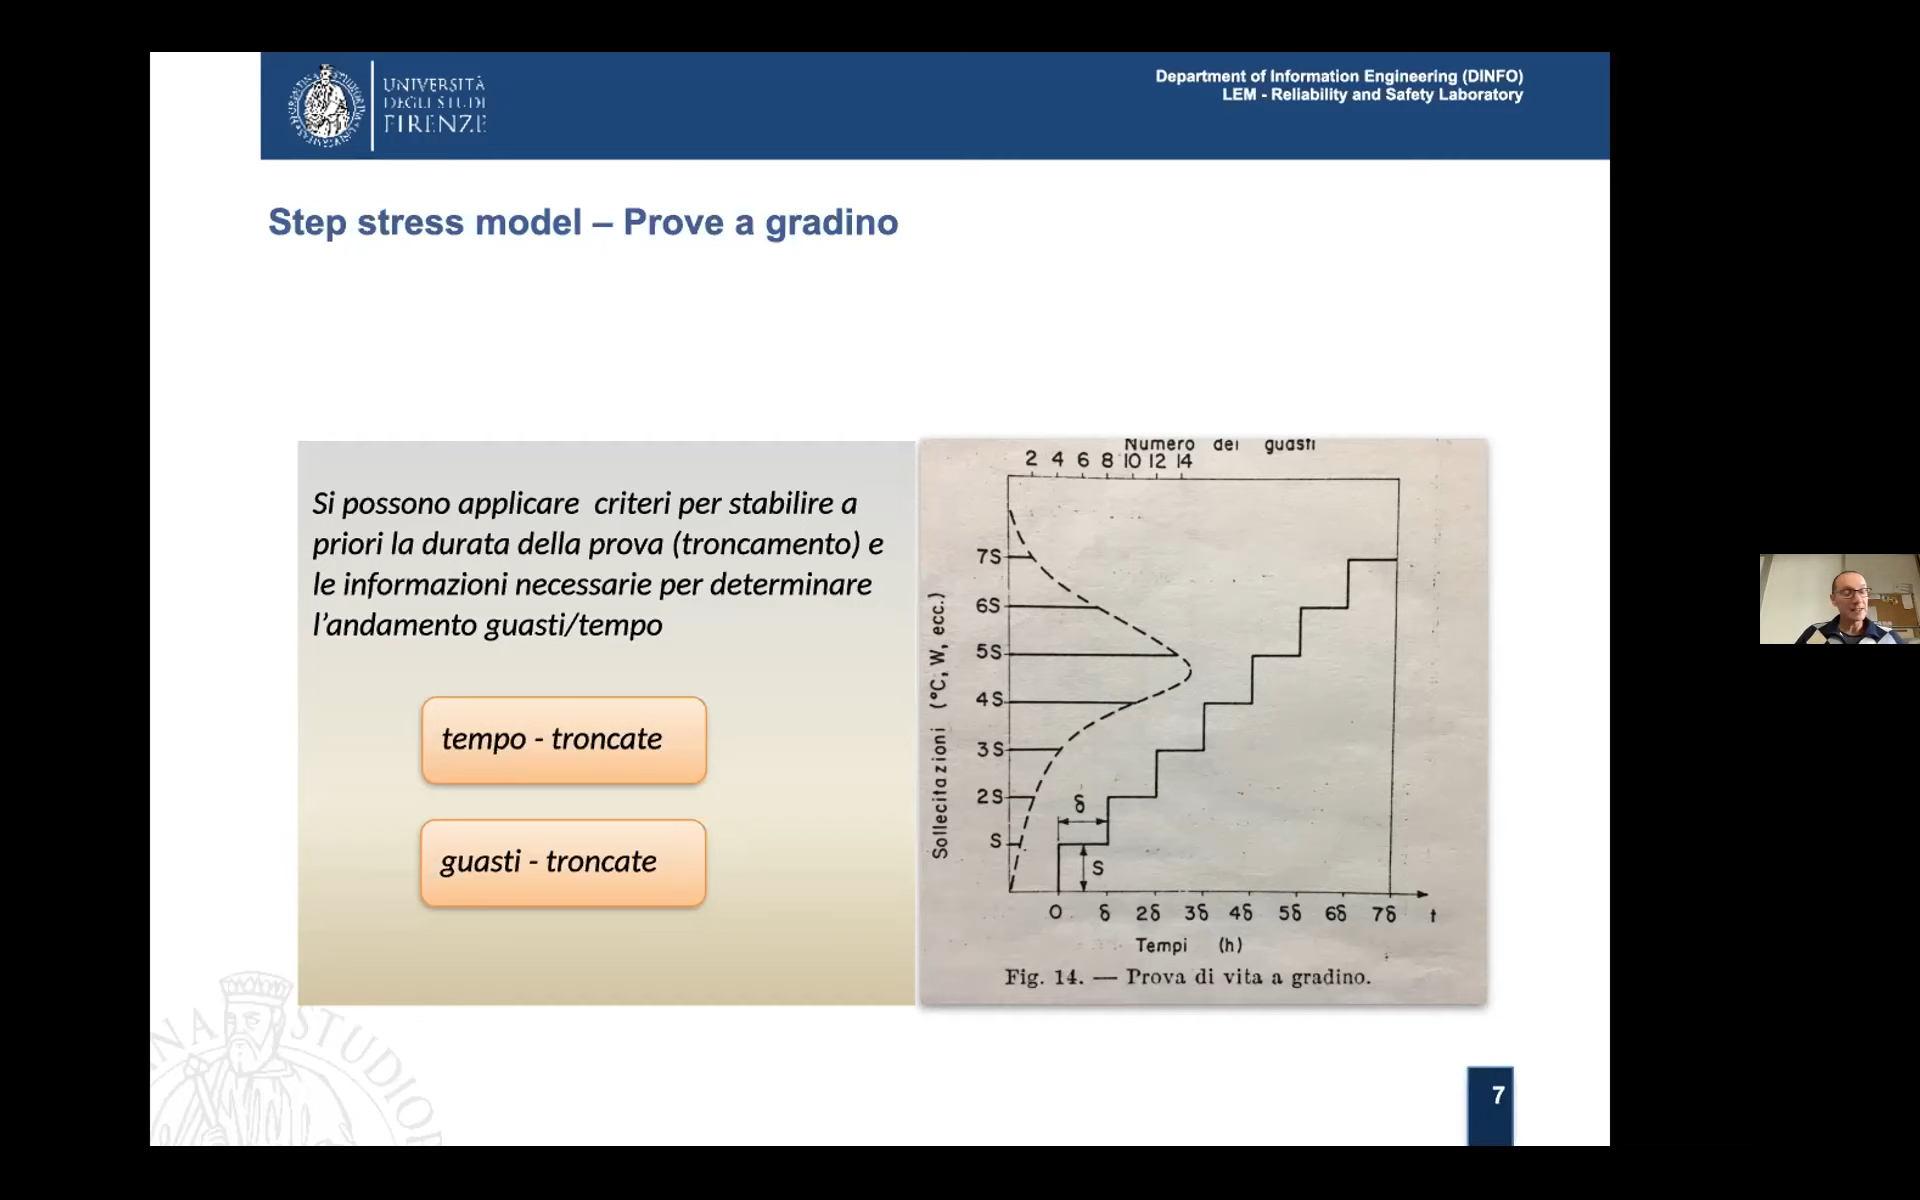 UNIVERSITÀ
DEGLI STUDI
FIRENZE
Department of Information Engineering (DINFO)
LEM - Reliability and Safety Laboratory
Step stress model – Prove a gradino
Si possono applicare criteri per stabilire a
priori la durata della prova (troncamento) e
le informazioni necessarie per determinare
l'andamento guasti/tempo
tempo - troncate
guasti - troncate
Numero dei guasti
2 4 6 8 10 12 14
Sollecitazioni (°C, W, ecc.)
7S
6S
5S
4S
3S
2S
S
δ
S
0 δ 2δ 3δ 4δ 5δ 6δ 7δ t
Tempi (h)
Fig. 14. — Prova di vita a gradino.
NA STUDIO
7